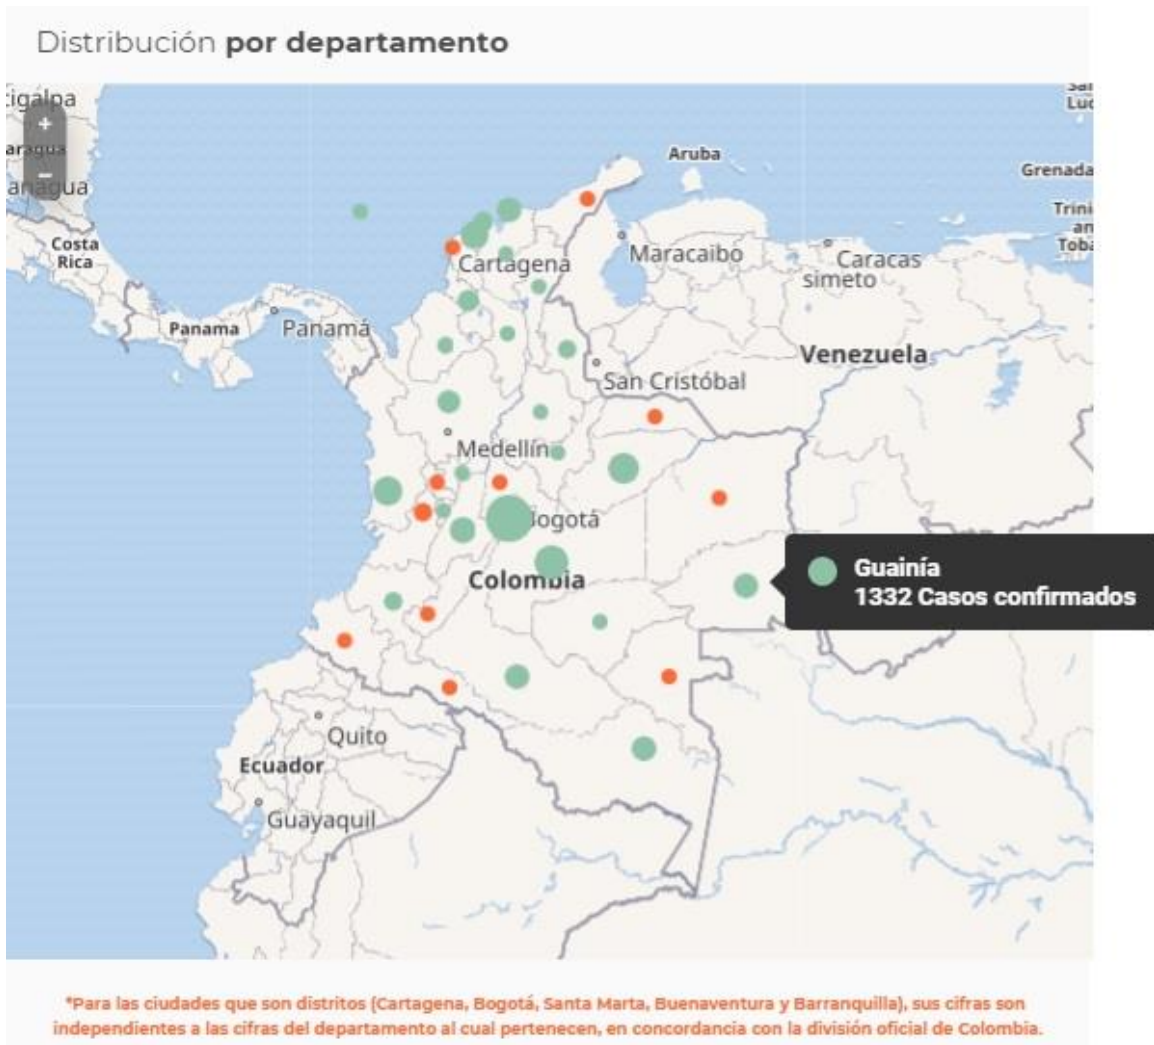 Distribución por departamento
+
−
Aruba
Grenada
Costa
Rica
Cartagena
Maracaibo
Caracas
simeto
Panama
Panamá
Venezuela
San Cristóbal
Medellín
ogotá
Colombia
Guainía
1332 Casos confirmados
Quito
Ecuador
Guayaquil
*Para las ciudades que son distritos (Cartagena, Bogotá, Santa Marta, Buenaventura y Barranquilla), sus cifras son
independientes a las cifras del departamento al cual pertenecen, en concordancia con la división oficial de Colombia.